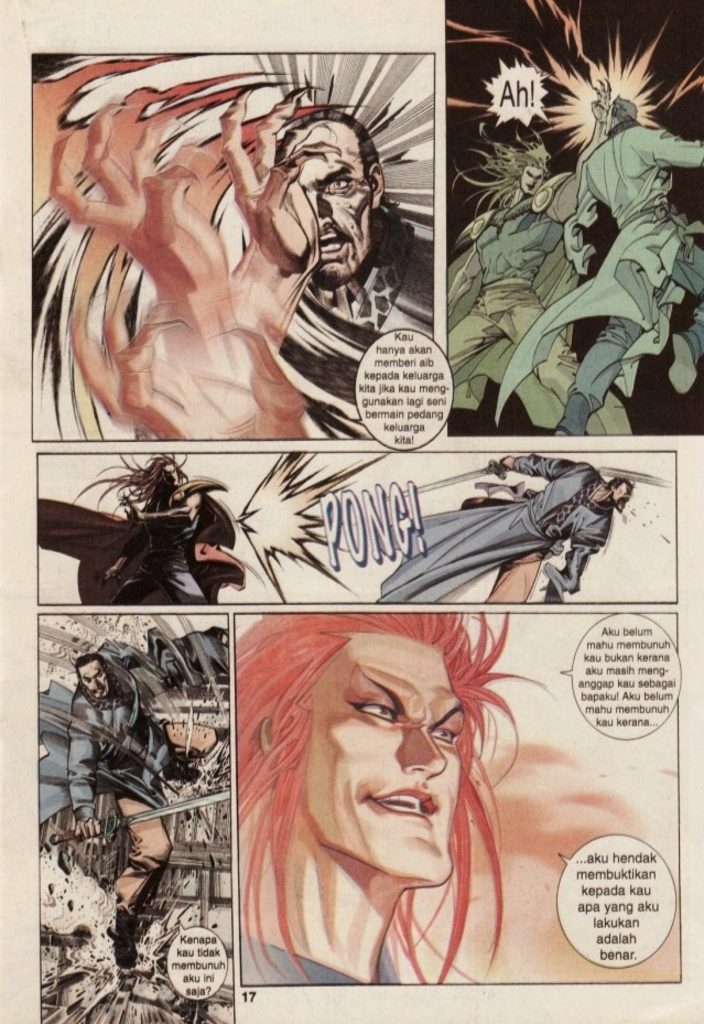 Ah!
Kau
hanya akan
memberi aib
kepada keluarga
kita jika kau meng-
gunakan lagi seni
bermain pedang
keluarga
kita!
PONG!
Kenapa
kau tidak
membunuh
aku ini
saja?
Aku belum
mahu membunuh
kau bukan kerana
aku masih meng-
anggap kau sebagai
bapaku! Aku belum
mahu membunuh
kau kerana...
...aku hendak
membuktikan
kepada kau
apa yang aku
lakukan
adalah
benar.
17